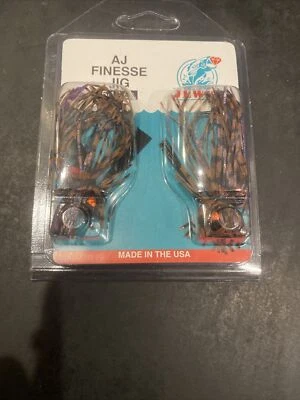 AJ
FINESSE
JIG
MADE IN THE USA